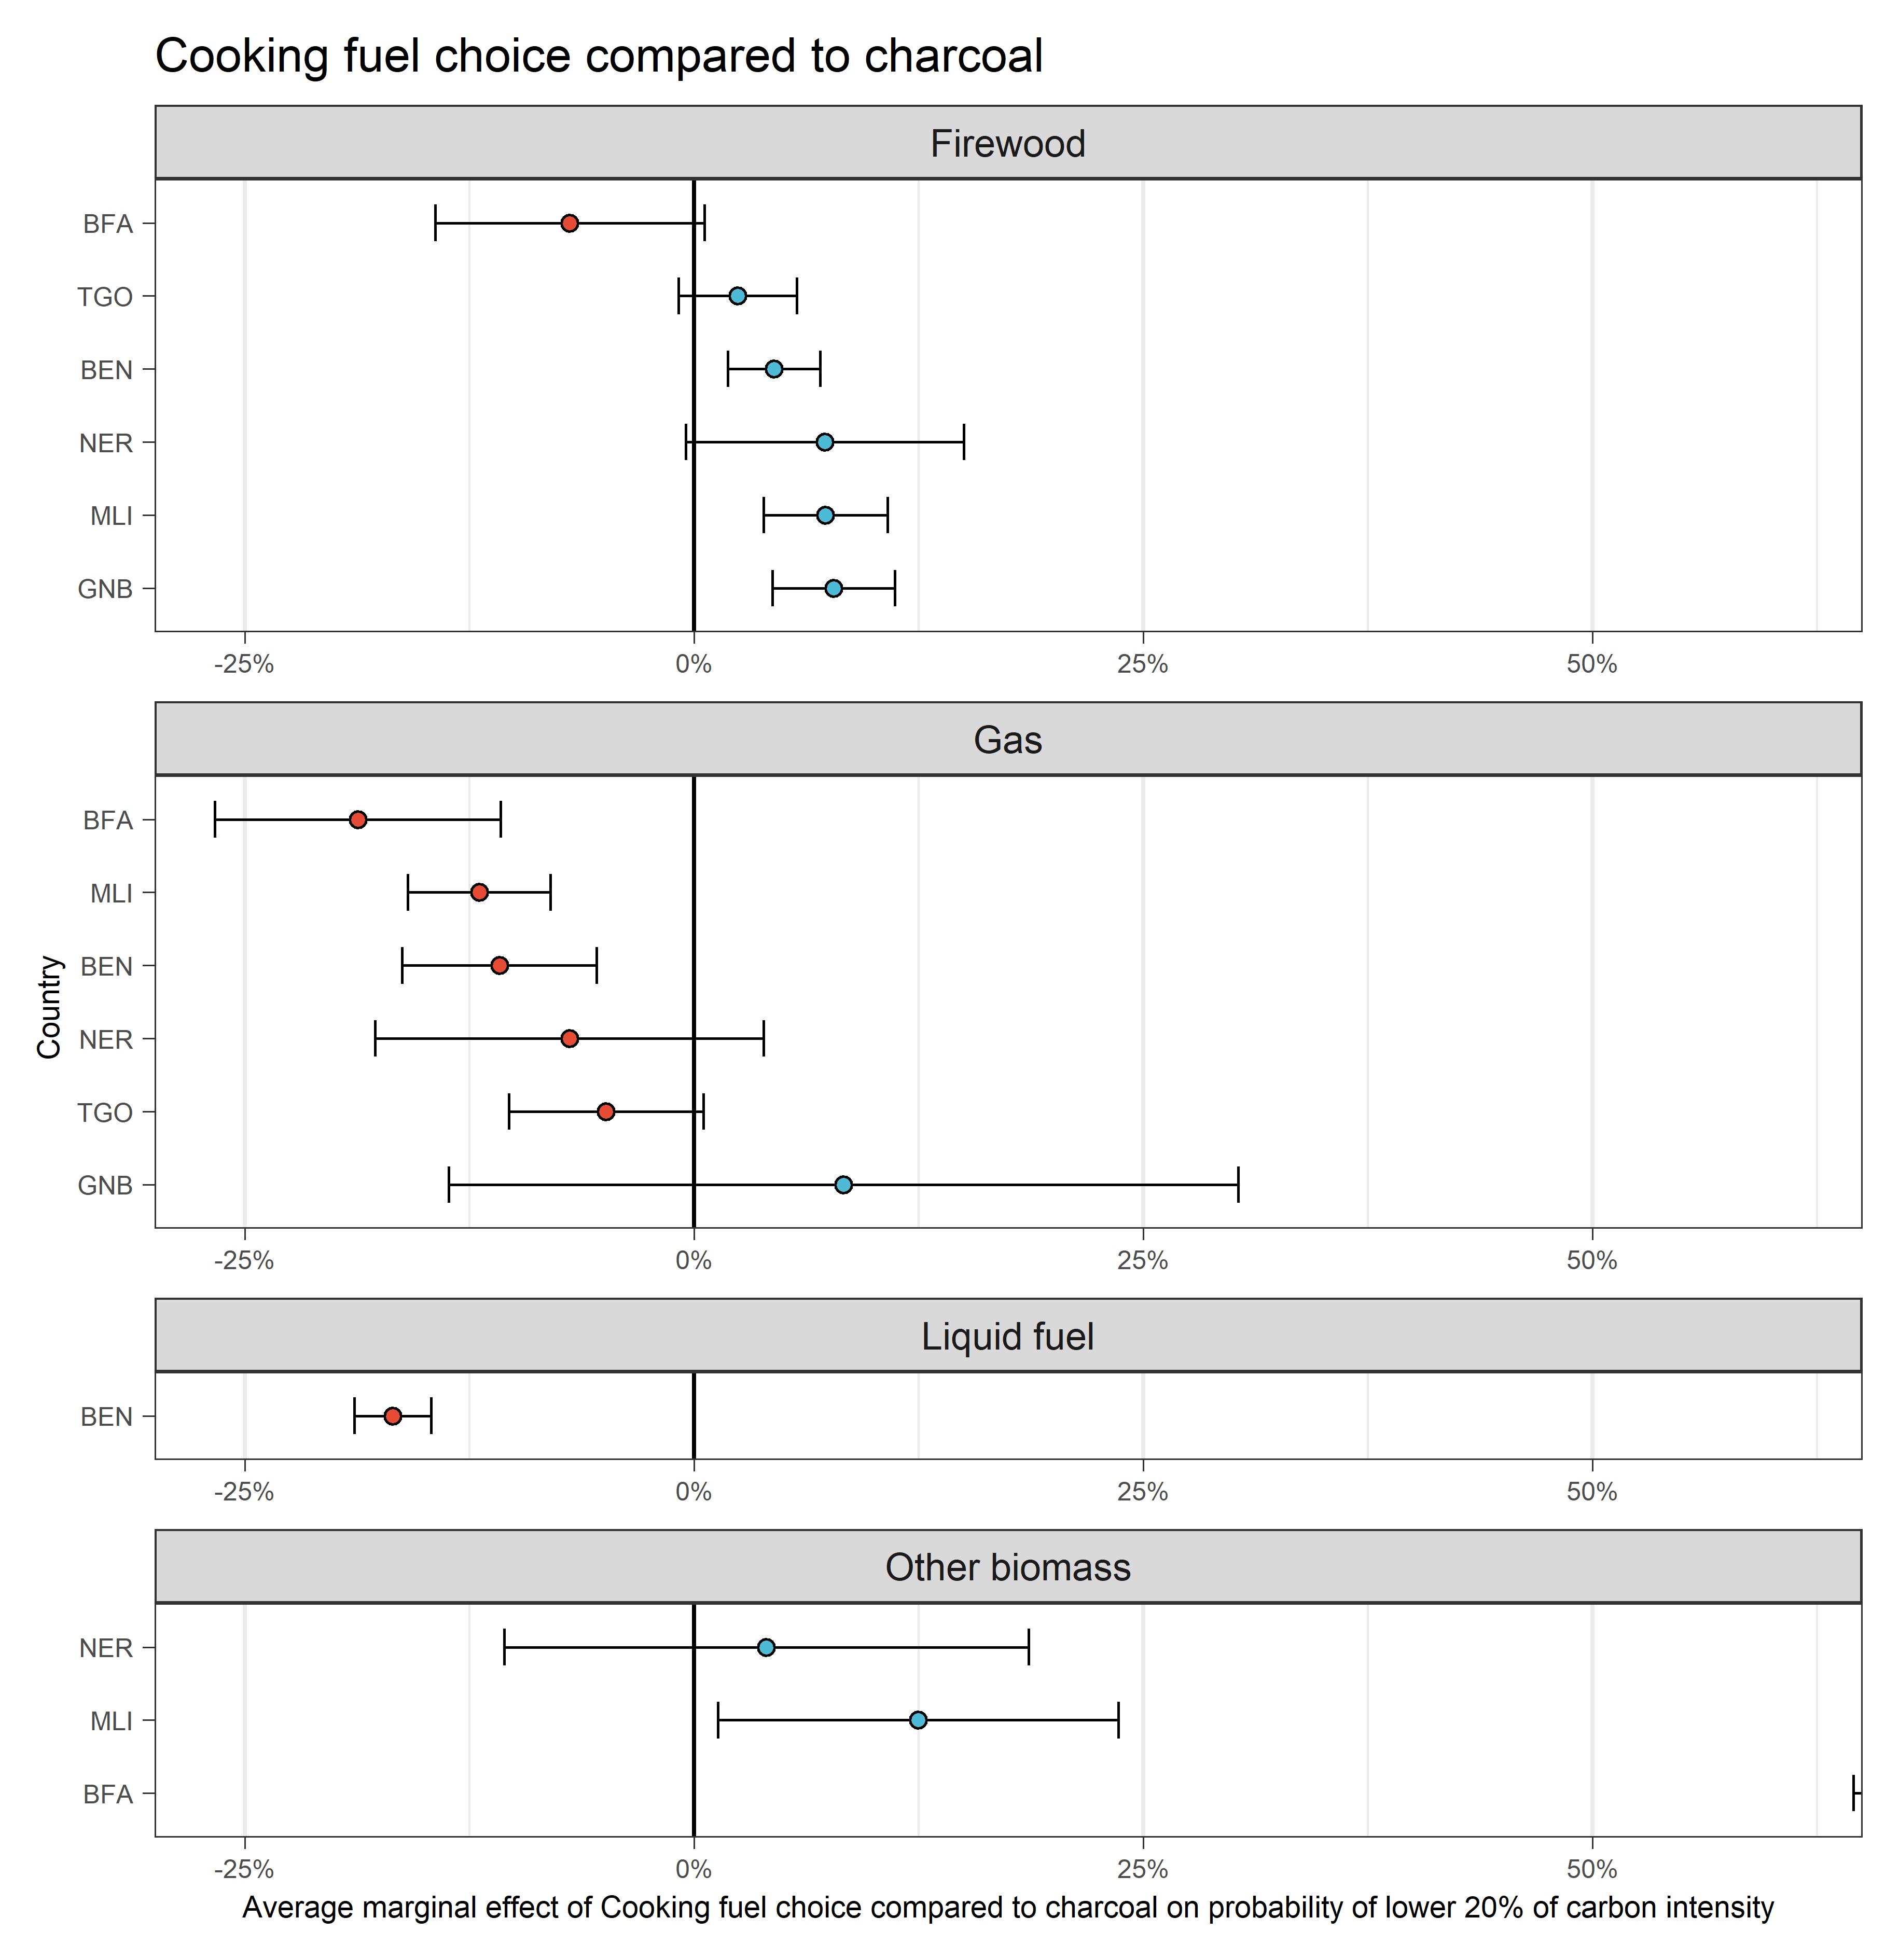 Cooking fuel choice compared to charcoal
Firewood
BFA
TGO
BEN
NER
MLI
GNB
-25% 0% 25% 50%
Gas
BFA
MLI
BEN
NER
TGO
GNB
-25% 0% 25% 50%
Country
Liquid fuel
BEN
-25% 0% 25% 50%
Other biomass
NER
MLI
BFA
-25% 0% 25% 50%
Average marginal effect of Cooking fuel choice compared to charcoal on probability of lower 20% of carbon intensity